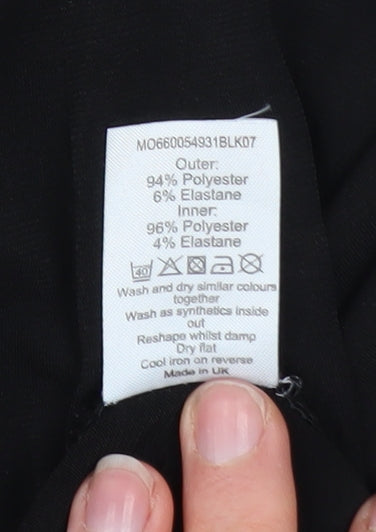 MO660054931BLK07
Outer:
94% Polyester
6% Elastane
Inner:
96% Polyester
4% Elastane
40
Wash and dry similar colours
together
Wash as synthetics inside
out
Reshape whilst damp
Dry flat
Cool iron on reverse
Made in UK